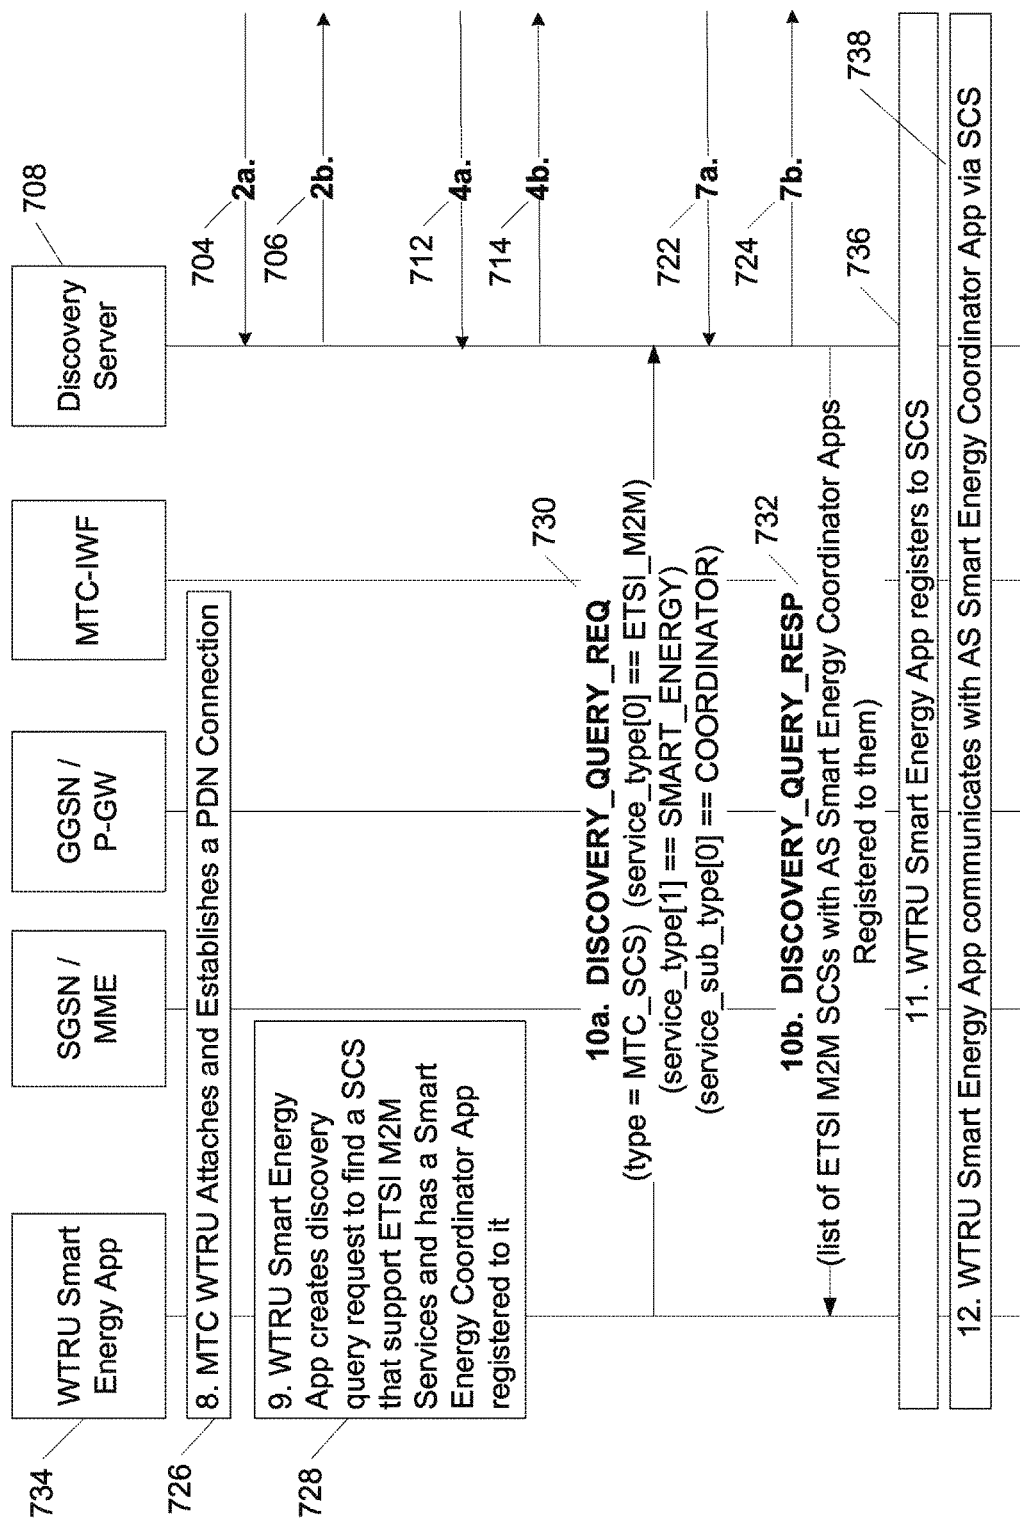 734
WTRU Smart
Energy App
SGSN /
MME
GGSN /
P-GW
MTC-IWF
Discovery
Server
708
726
8. MTC WTRU Attaches and Establishes a PDN Connection
704
2a.
706
2b.
728
9. WTRU Smart Energy
App creates discovery
query request to find a SCS
that support ETSI M2M
Services and has a Smart
Energy Coordinator App
registered to it
712
4a.
714
4b.
730
10a. DISCOVERY_QUERY_REQ
(type = MTC_SCS) (service_type[0] == ETSI_M2M)
(service_type[1] == SMART_ENERGY)
(service_sub_type[0] == COORDINATOR)
722
7a.
724
7b.
732
10b. DISCOVERY_QUERY_RESP
(list of ETSI M2M SCSs with AS Smart Energy Coordinator Apps
Registered to them)
736
11. WTRU Smart Energy App registers to SCS
738
12. WTRU Smart Energy App communicates with AS Smart Energy Coordinator App via SCS